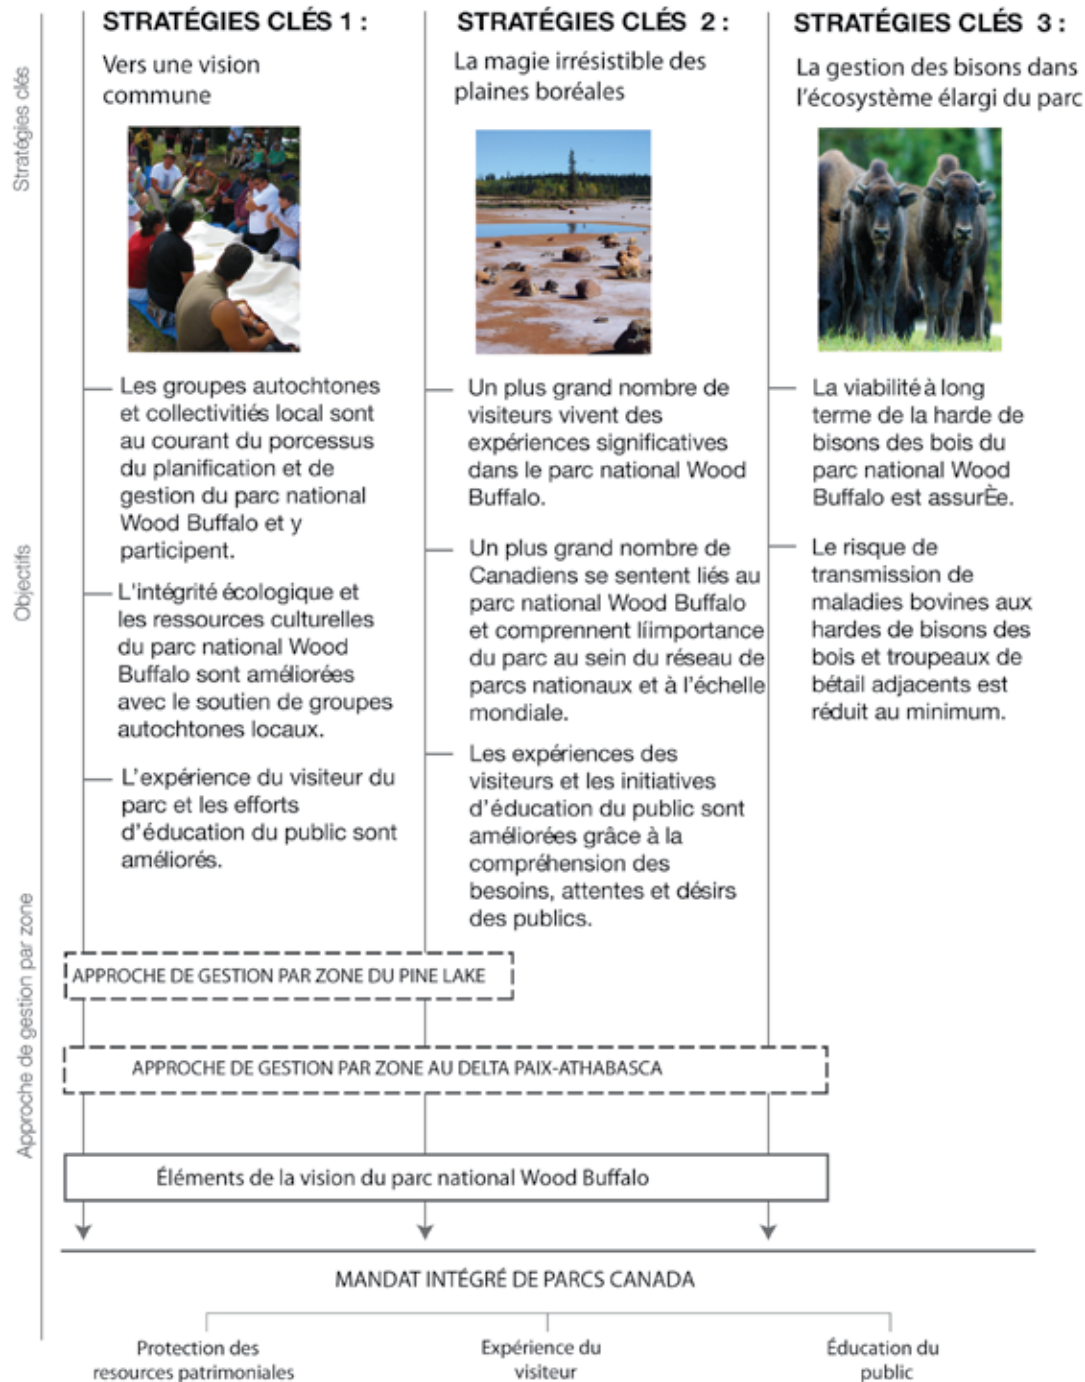 STRATÉGIES CLÉS 1 :
Vers une vision
commune
STRATÉGIES CLÉS 2 :
La magie irrésistible des
plaines boréales
STRATÉGIES CLÉS 3 :
La gestion des bisons dans
l'écosystème élargi du parc
Stratégies clés
Les groupes autochtones
et collectivitiés local sont
au courant du porcessus
du planification et de
gestion du parc national
Wood Buffalo et y
participent.
L'intégrité écologique et
les ressources culturelles
du parc national Wood
Buffalo sont améliorées
avec le soutien de groupes
autochtones locaux.
L'expérience du visiteur du
parc et les efforts
d'éducation du public sont
améliorés.
Un plus grand nombre de
visiteurs vivent des
expériences significatives
dans le parc national Wood
Buffalo.
Un plus grand nombre de
Canadiens se sentent liés au
parc national Wood Buffalo
et comprennent líimportance
du parc au sein du réseau de
parcs nationaux et à l'échelle
mondiale.
Les expériences des
visiteurs et les initiatives
d'éducation du public sont
améliorées grâce à la
compréhension des
besoins, attentes et désirs
des publics.
La viabilité à long
terme de la harde de
bisons des bois du
parc national Wood
Buffalo est assurÈe.
Le risque de
transmission de
maladies bovines aux
hardes de bisons des
bois et troupeaux de
bétail adjacents est
réduit au minimum.
Objectifs
Approche de gestion par zone
APPROCHE DE GESTION PAR ZONE DU PINE LAKE
APPROCHE DE GESTION PAR ZONE AU DELTA PAIX-ATHABASCA
Éléments de la vision du parc national Wood Buffalo
MANDAT INTÉGRÉ DE PARCS CANADA
Protection des
resources patrimoniales
Expérience du
visiteur
Éducation du
public